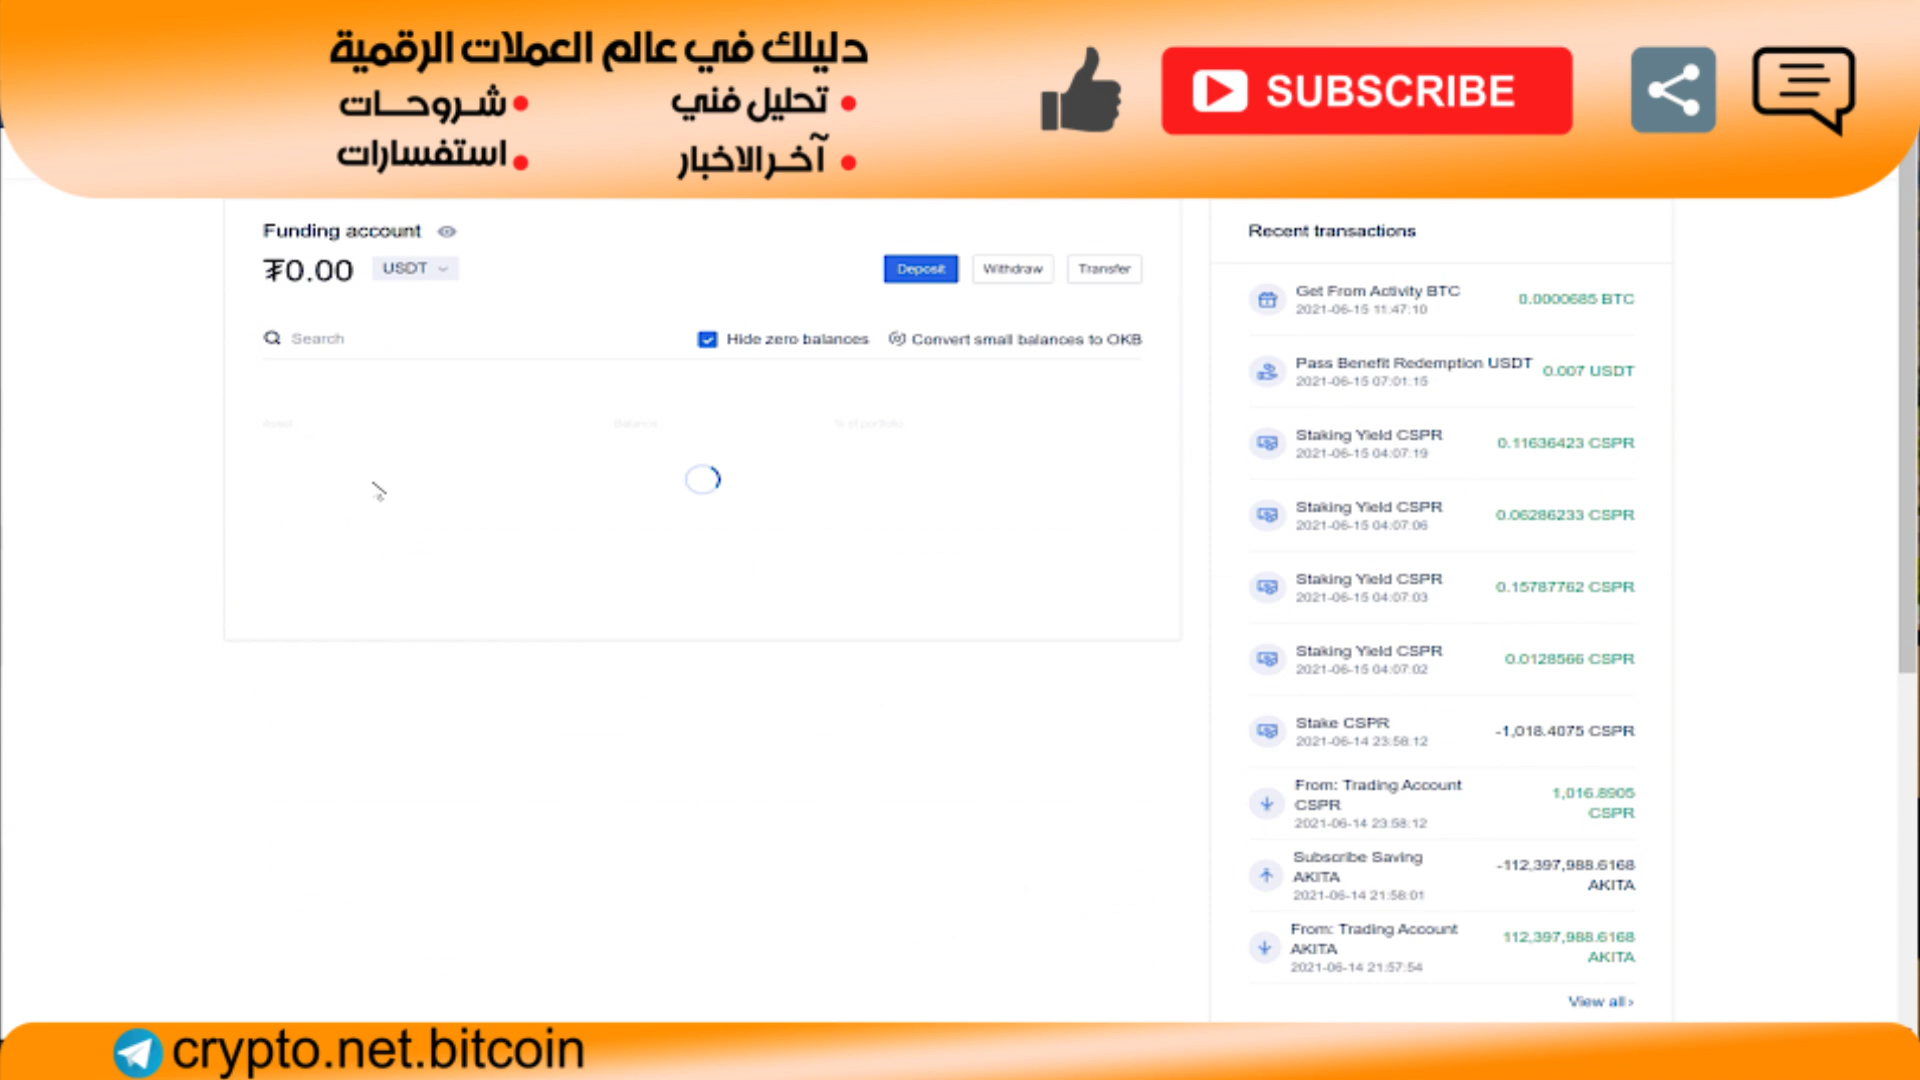 دليلك في عالم العملات الرقمية
• تحليل فني
• شروحات
• آخر الاخبار
• استفسارات
SUBSCRIBE
Funding account
₮0.00 USDT
Deposit Withdraw Transfer
Search
Hide zero balances Convert small balances to OKB
Asset Balance % of portfolio
Recent transactions
Get From Activity BTC 0.0000685 BTC
2021-06-15 11:47:10
Pass Benefit Redemption USDT 0.007 USDT
2021-06-15 07:01:15
Staking Yield CSPR 0.11636423 CSPR
2021-06-15 04:07:19
Staking Yield CSPR 0.06286233 CSPR
2021-06-15 04:07:06
Staking Yield CSPR 0.15787762 CSPR
2021-06-15 04:07:03
Staking Yield CSPR 0.0128566 CSPR
2021-06-15 04:07:02
Stake CSPR -1,018.4075 CSPR
2021-06-14 23:58:12
From: Trading Account 1,016.8905
CSPR CSPR
2021-06-14 23:58:12
Subscribe Saving -112,397,988.6168
AKITA AKITA
2021-06-14 21:58:01
From: Trading Account 112,397,988.6168
AKITA AKITA
2021-06-14 21:57:54
View all ›
crypto.net.bitcoin